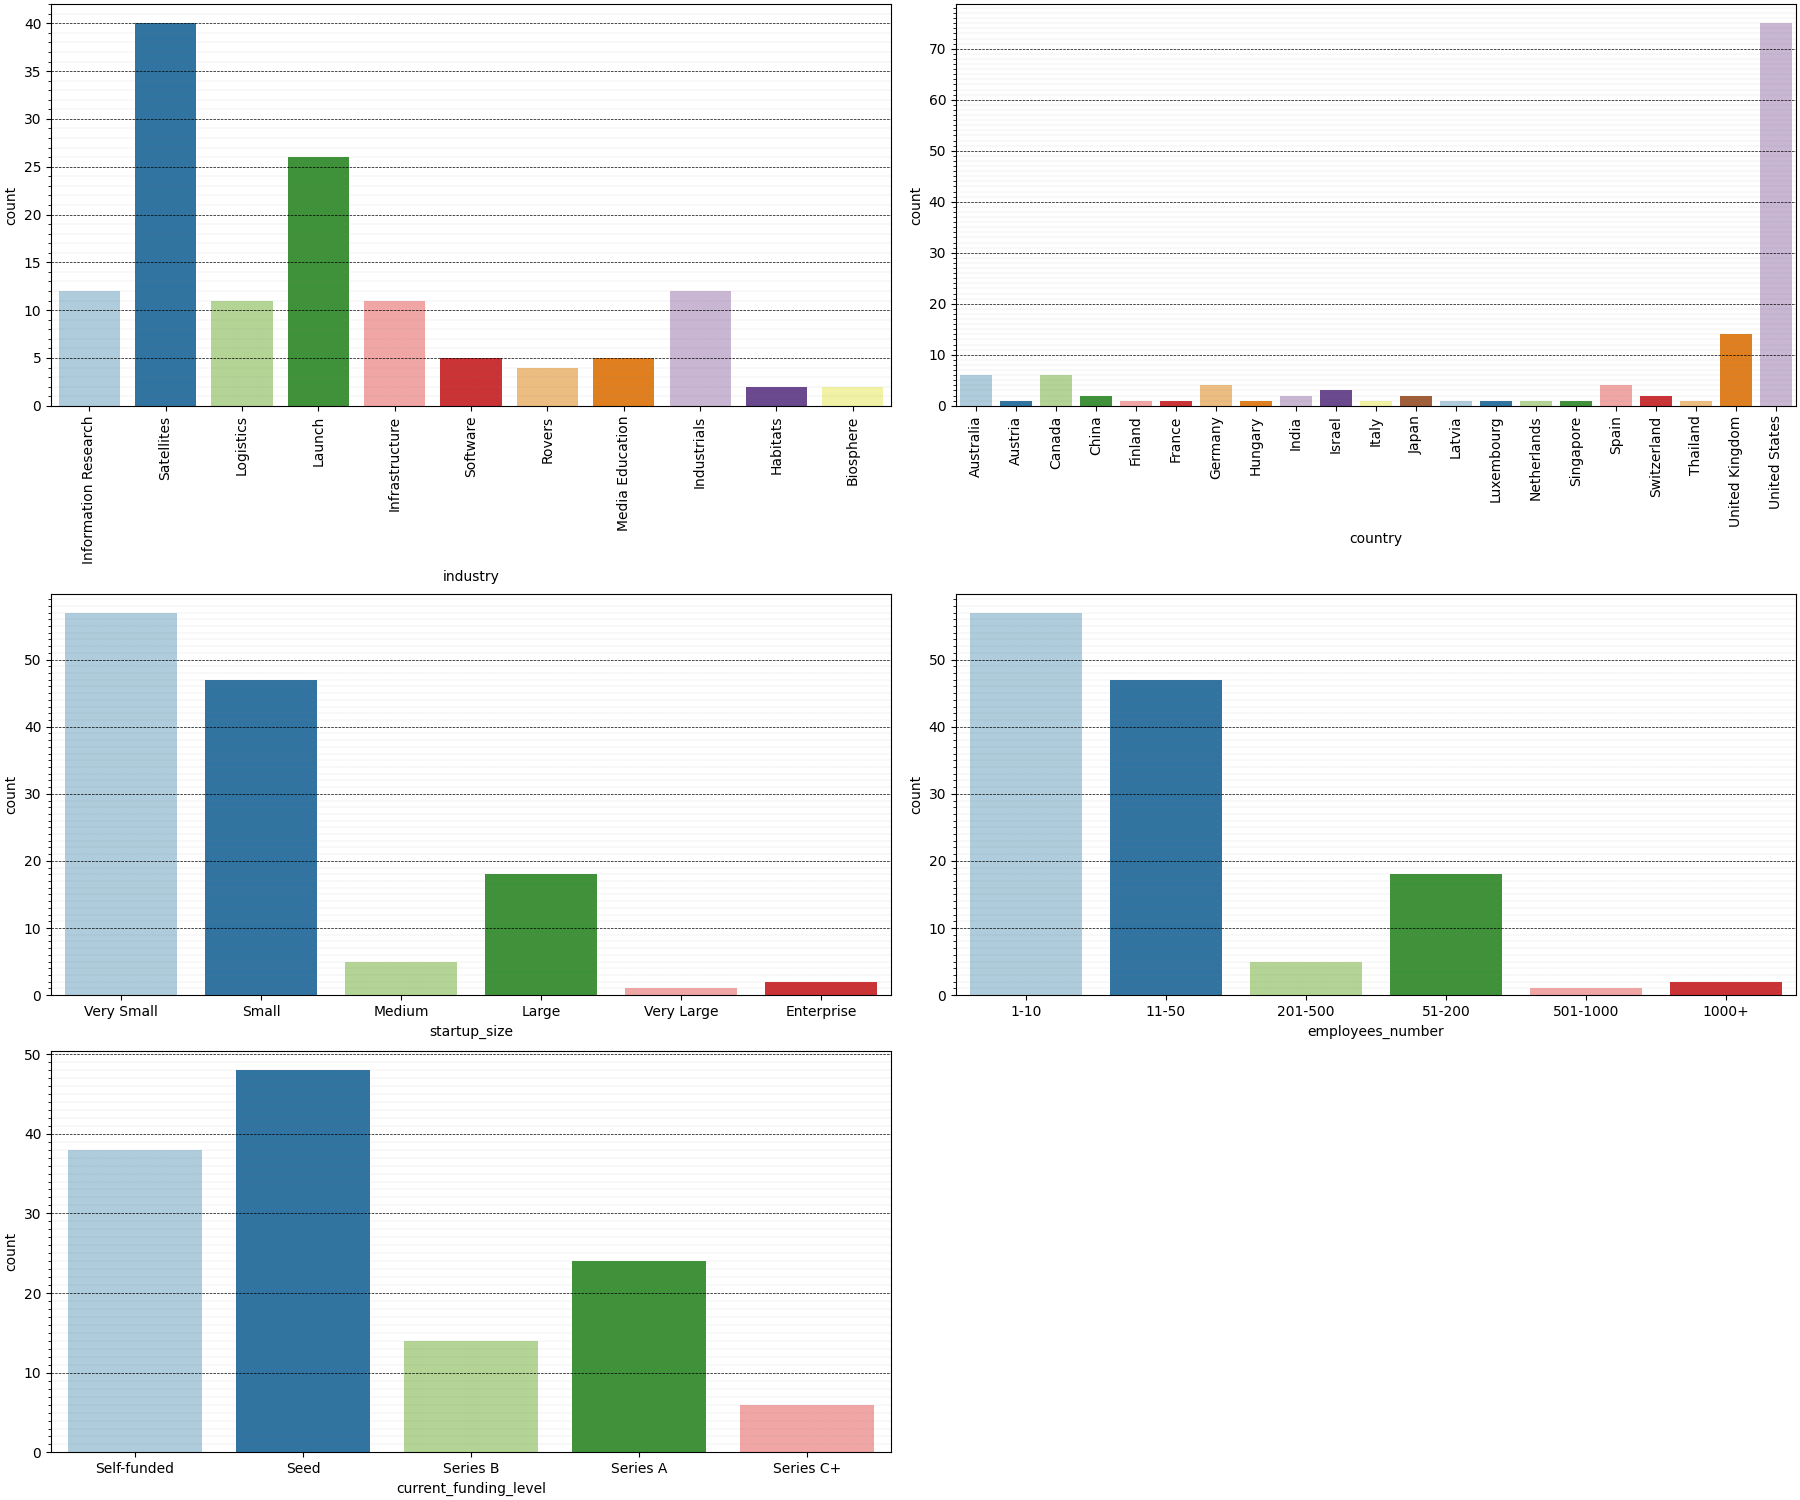 40
35
30
25
20
15
10
5
0
count
Information Research
Satellites
Logistics
Launch
Infrastructure
Software
Rovers
Media Education
Industrials
Habitats
Biosphere
industry
70
60
50
40
30
20
10
0
count
Australia
Austria
Canada
China
Finland
France
Germany
Hungary
India
Israel
Italy
Japan
Latvia
Luxembourg
Netherlands
Singapore
Spain
Switzerland
Thailand
United Kingdom
United States
country
50
40
30
20
10
0
count
Very Small
Small
Medium
Large
Very Large
Enterprise
startup_size
50
40
30
20
10
0
count
1-10
11-50
201-500
51-200
501-1000
1000+
employees_number
50
40
30
20
10
0
count
Self-funded
Seed
Series B
Series A
Series C+
current_funding_level